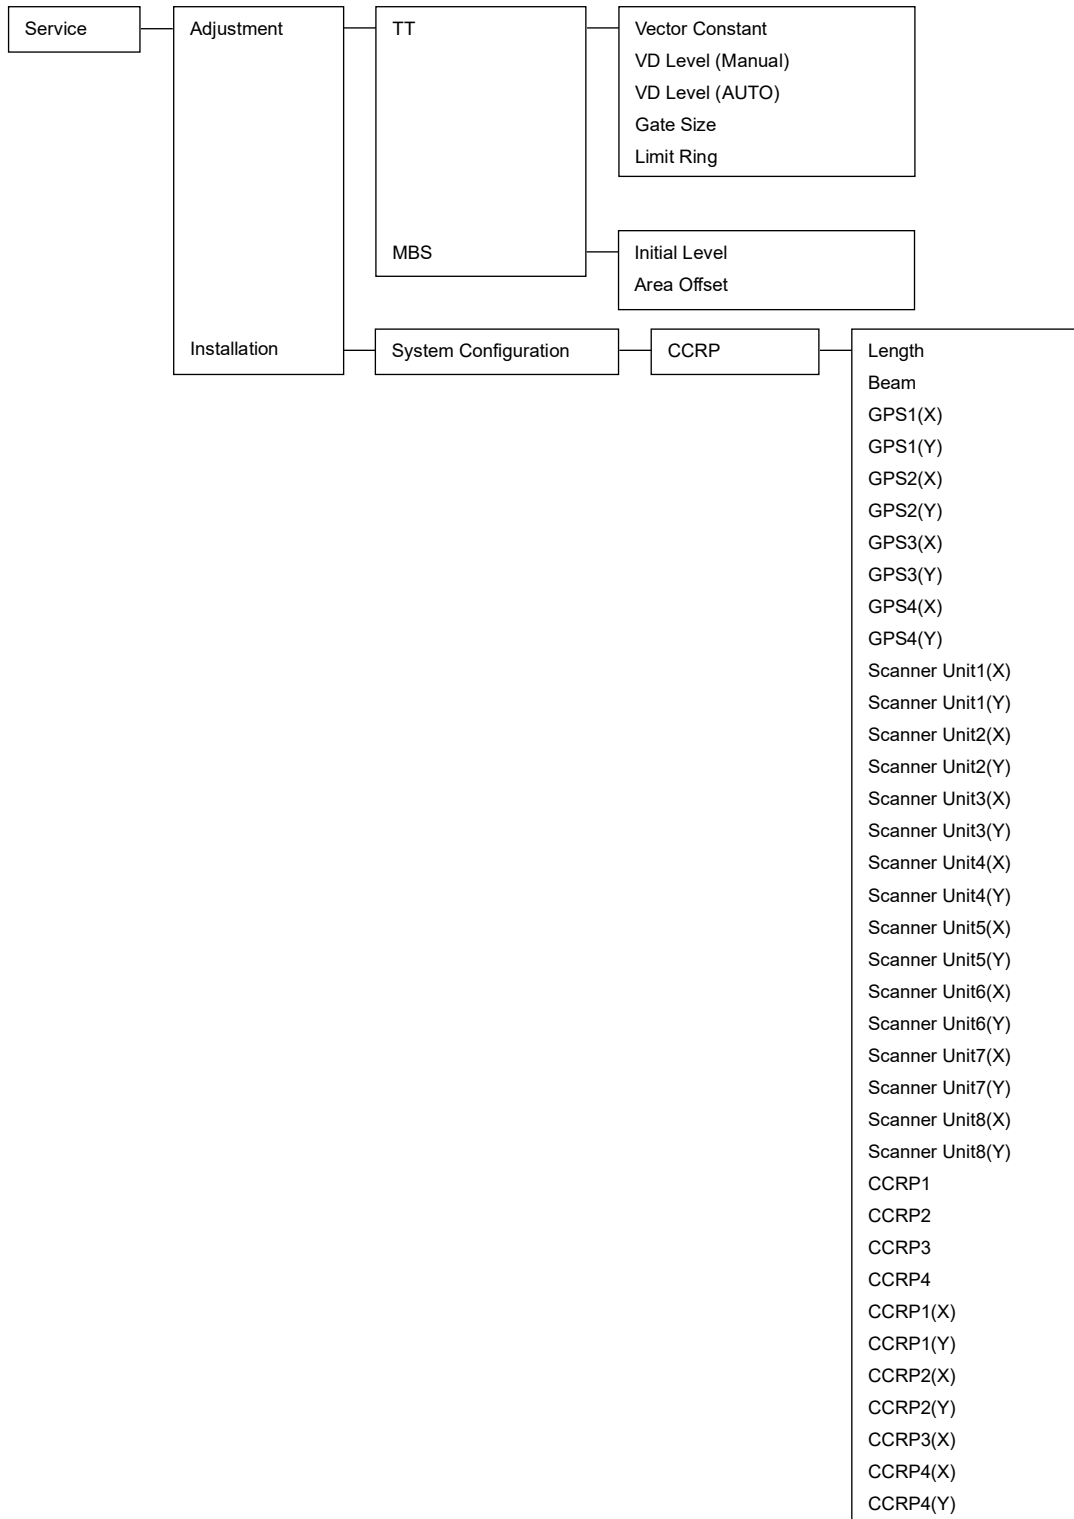 Service
Adjustment
TT
Vector Constant
VD Level (Manual)
VD Level (AUTO)
Gate Size
Limit Ring
MBS
Initial Level
Area Offset
Installation
System Configuration
CCRP
Length
Beam
GPS1(X)
GPS1(Y)
GPS2(X)
GPS2(Y)
GPS3(X)
GPS3(Y)
GPS4(X)
GPS4(Y)
Scanner Unit1(X)
Scanner Unit1(Y)
Scanner Unit2(X)
Scanner Unit2(Y)
Scanner Unit3(X)
Scanner Unit3(Y)
Scanner Unit4(X)
Scanner Unit4(Y)
Scanner Unit5(X)
Scanner Unit5(Y)
Scanner Unit6(X)
Scanner Unit6(Y)
Scanner Unit7(X)
Scanner Unit7(Y)
Scanner Unit8(X)
Scanner Unit8(Y)
CCRP1
CCRP2
CCRP3
CCRP4
CCRP1(X)
CCRP1(Y)
CCRP2(X)
CCRP2(Y)
CCRP3(X)
CCRP4(X)
CCRP4(Y)